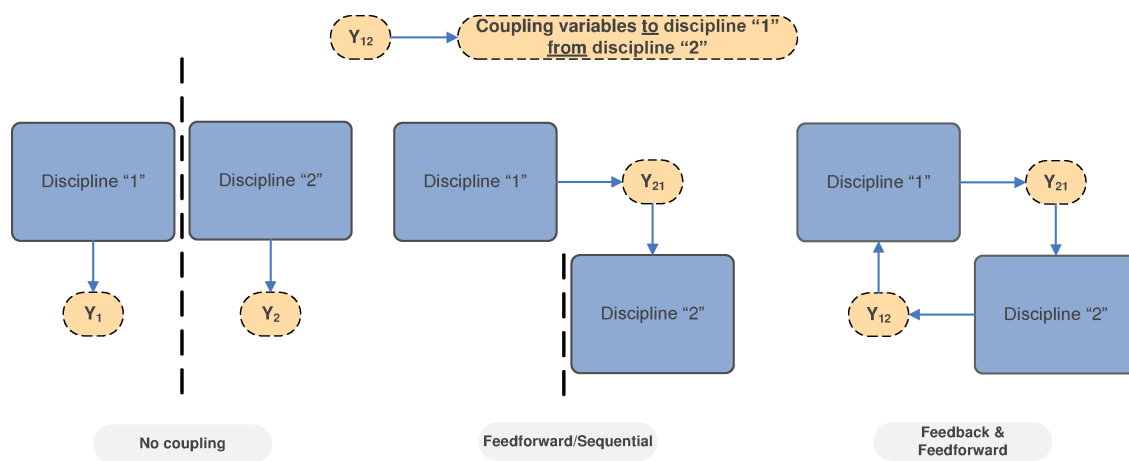 Y₁₂
Coupling variables to discipline “1”
from discipline “2”
Discipline “1”
Discipline “2”
Y₁
Y₂
No coupling
Discipline “1”
Y₂₁
Discipline “2”
Feedforward/Sequential
Discipline “1”
Y₂₁
Y₁₂
Discipline “2”
Feedback &
Feedforward